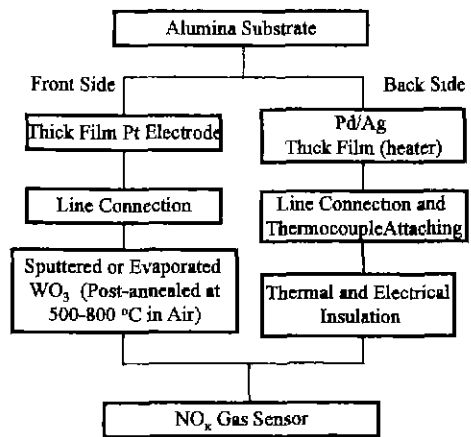 Alumina Substrate
Front Side
Back Side
Thick Film Pt Electrode
Pd/Ag
Thick Film (heater)
Line Connection
Line Connection and
ThermocoupleAttaching
Sputtered or Evaporated
WO₃ (Post-annealed at
500-800 °C in Air)
Thermal and Electrical
Insulation
NOₓ Gas Sensor